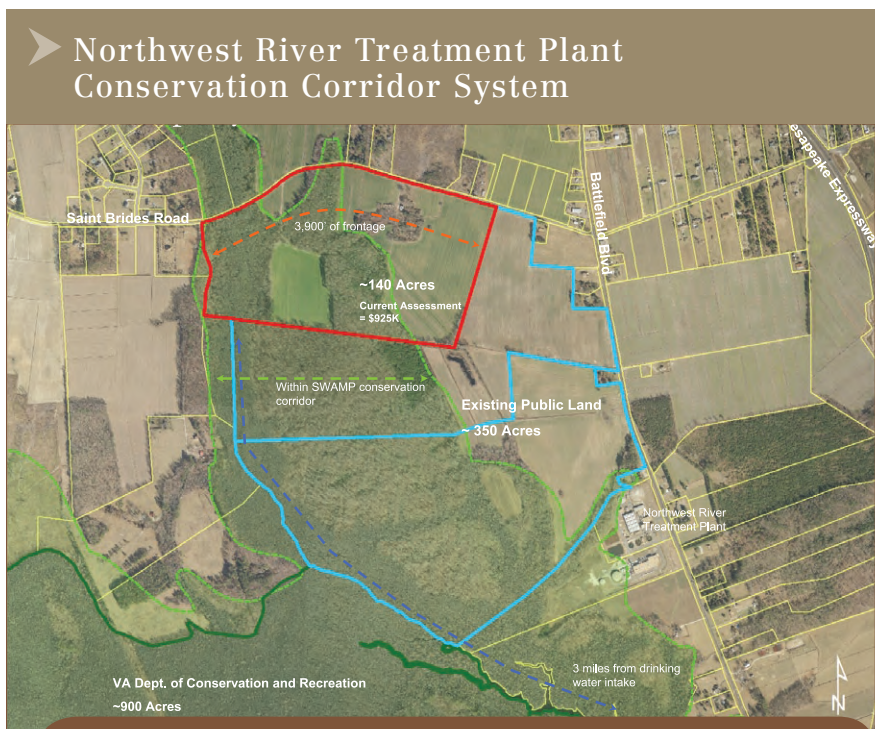 Northwest River Treatment Plant
Conservation Corridor System
Saint Brides Road
3,900' of frontage
Battlefield Blvd
esapeake Expressway
~140 Acres
Current Assessment
= $925K
Within SWAMP conservation
corridor
Existing Public Land
~ 350 Acres
Northwest River
Treatment Plant
3 miles from drinking
water intake
VA Dept. of Conservation and Recreation
~900 Acres
N